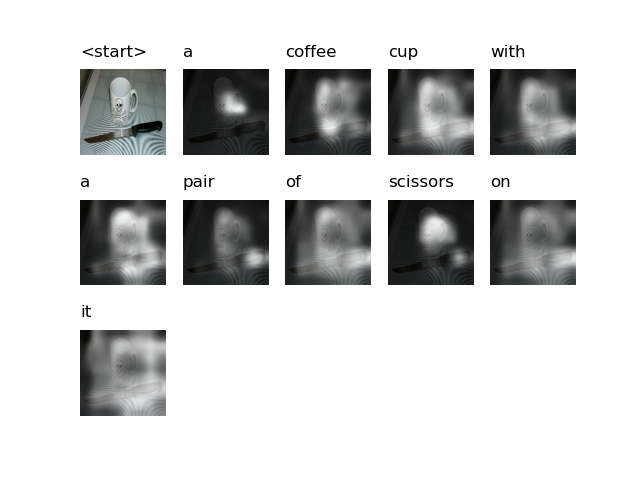 <start> a coffee cup with
a pair of scissors on
it